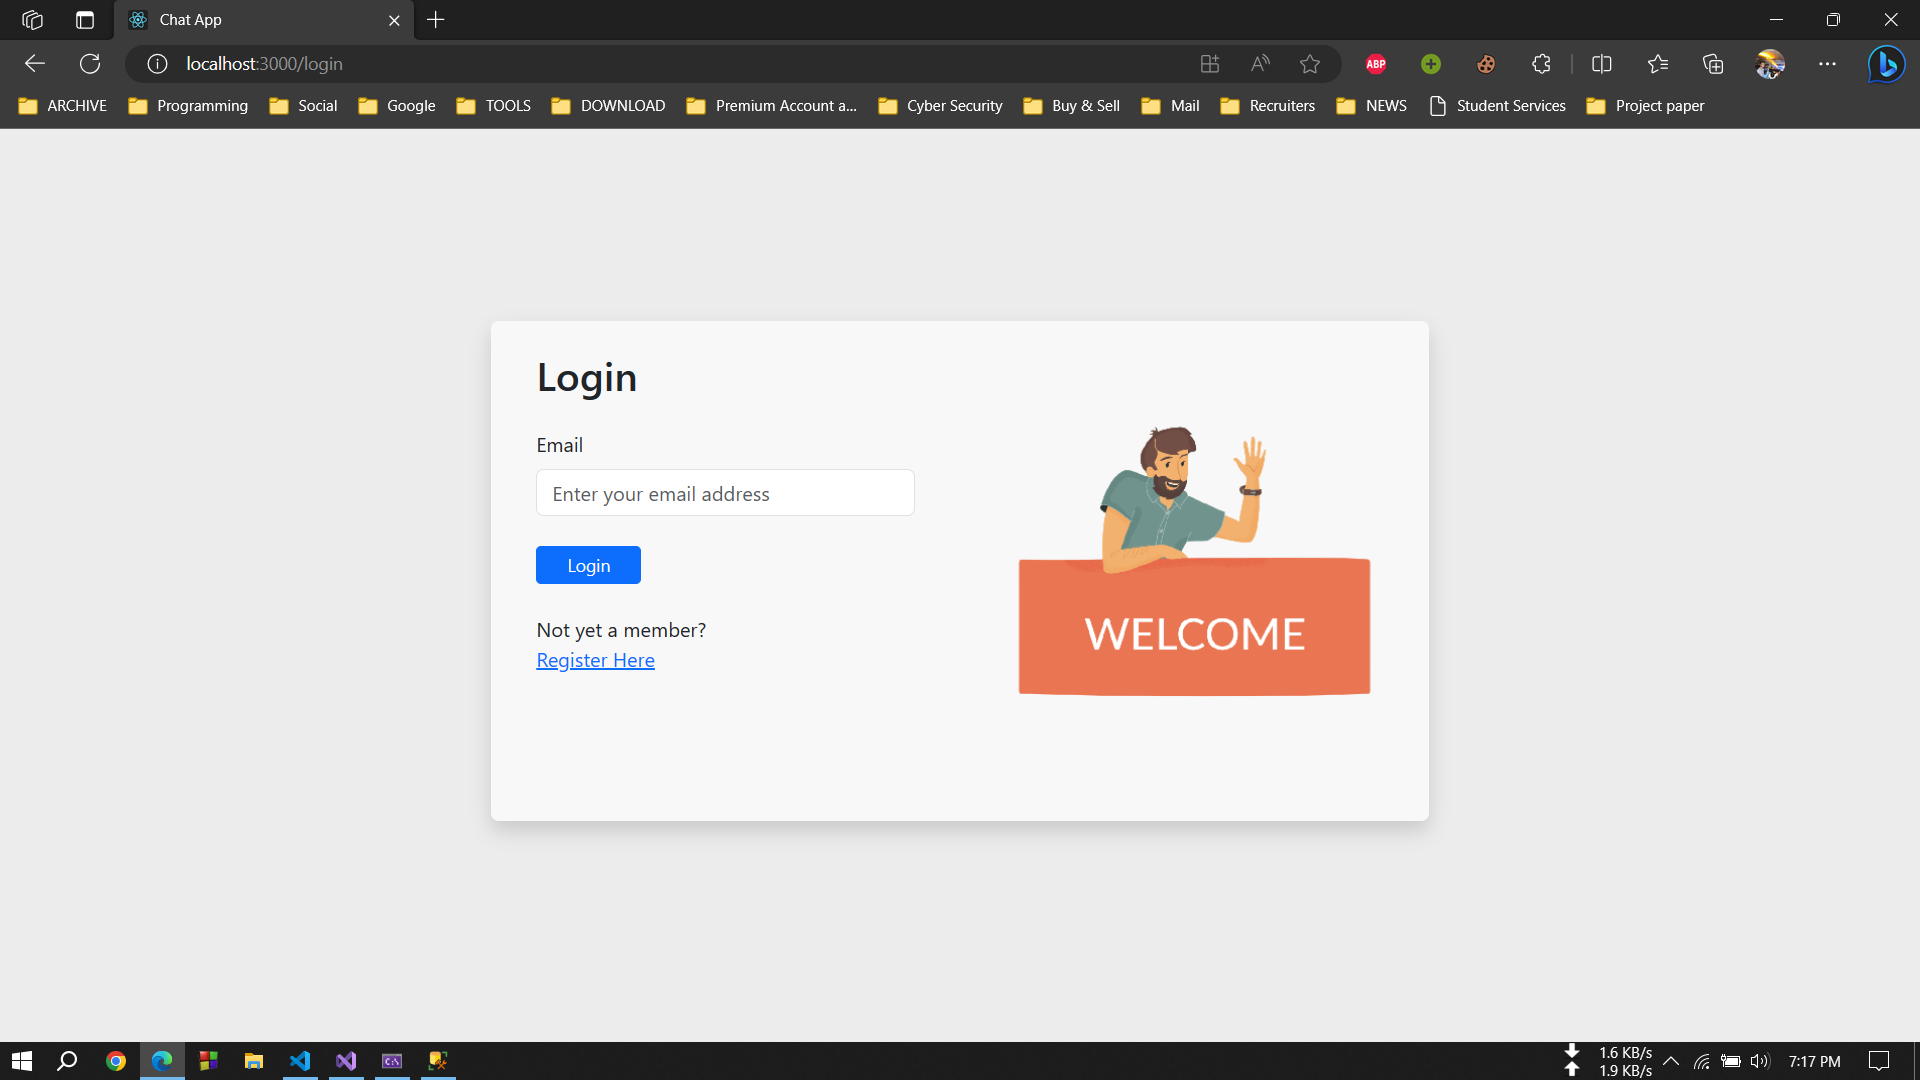 Chat App
localhost:3000/login
ABP
ARCHIVE Programming Social Google TOOLS DOWNLOAD Premium Account a... Cyber Security Buy & Sell Mail Recruiters NEWS Student Services Project paper
Login
Email
Enter your email address
Login
Not yet a member?
Register Here
WELCOME
1.6 KB/s
1.9 KB/s
7:17 PM